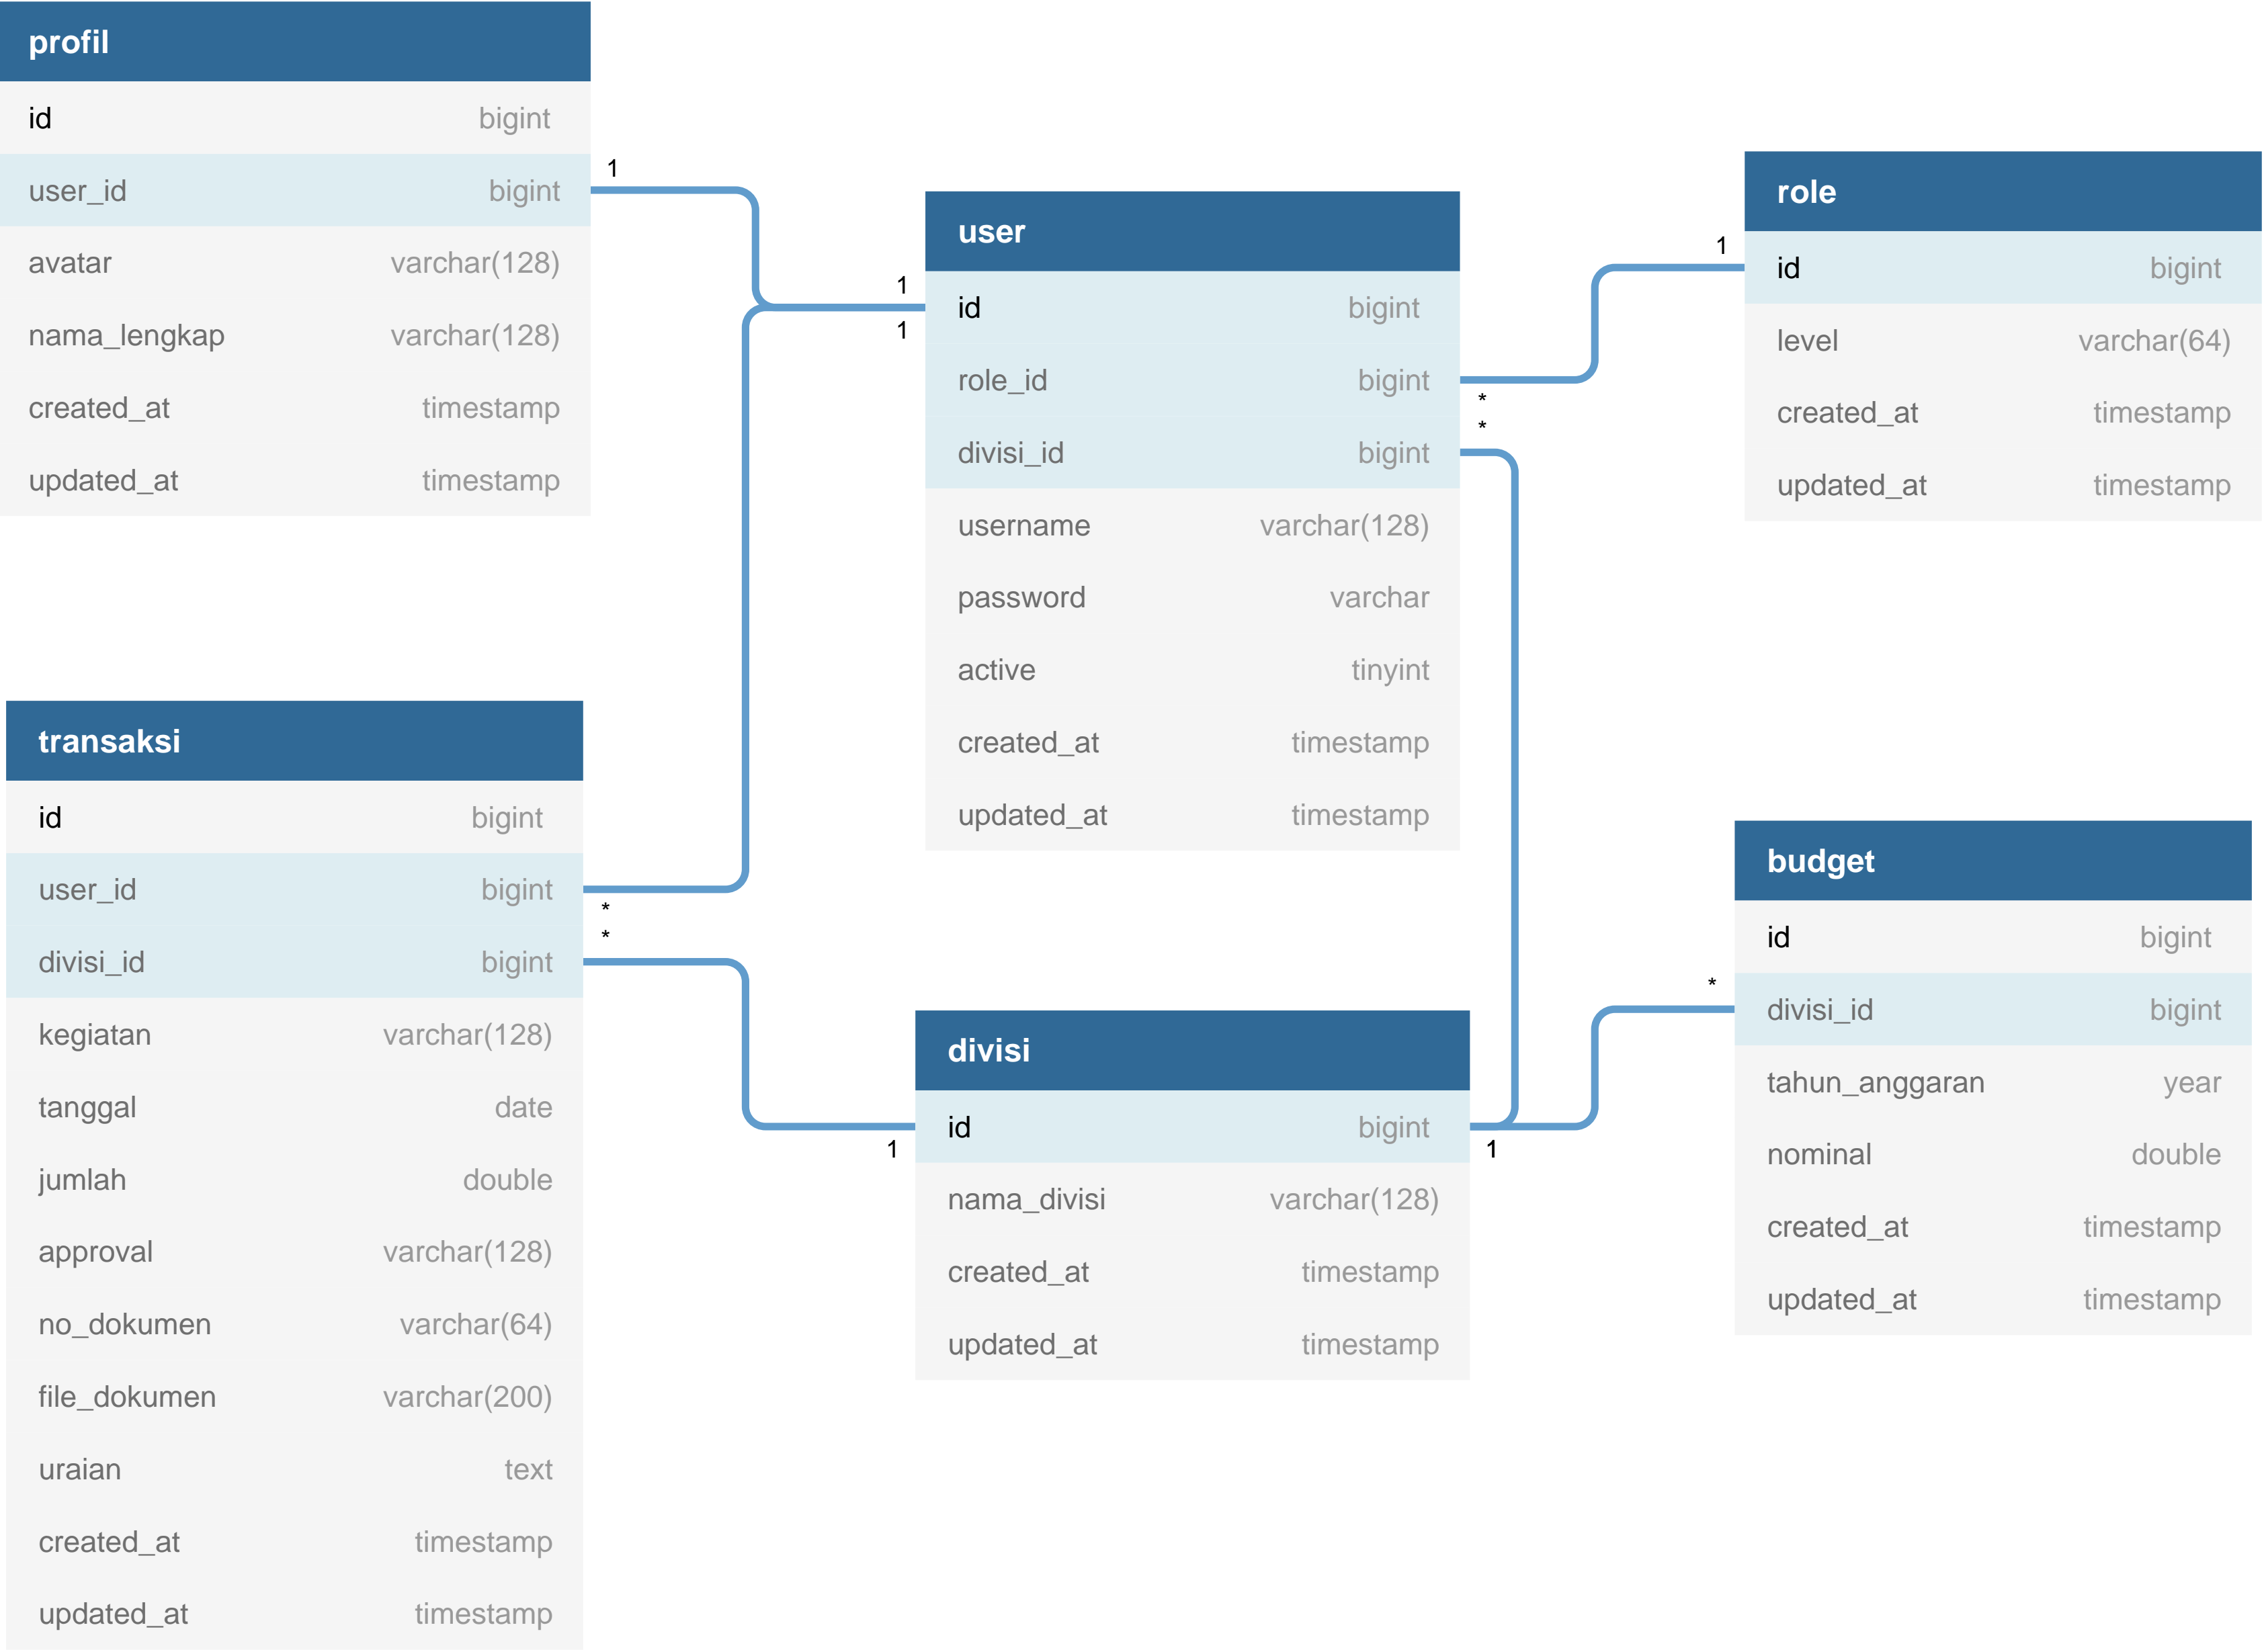 profil
id bigint
user_id bigint
avatar varchar(128)
nama_lengkap varchar(128)
created_at timestamp
updated_at timestamp
1
1
1
user
id bigint
role_id bigint
divisi_id bigint
username varchar(128)
password varchar
active tinyint
created_at timestamp
updated_at timestamp
*
*
1
role
id bigint
level varchar(64)
created_at timestamp
updated_at timestamp
transaksi
id bigint
user_id bigint
divisi_id bigint
kegiatan varchar(128)
tanggal date
jumlah double
approval varchar(128)
no_dokumen varchar(64)
file_dokumen varchar(200)
uraian text
created_at timestamp
updated_at timestamp
*
*
1
divisi
id bigint
nama_divisi varchar(128)
created_at timestamp
updated_at timestamp
1
*
budget
id bigint
divisi_id bigint
tahun_anggaran year
nominal double
created_at timestamp
updated_at timestamp